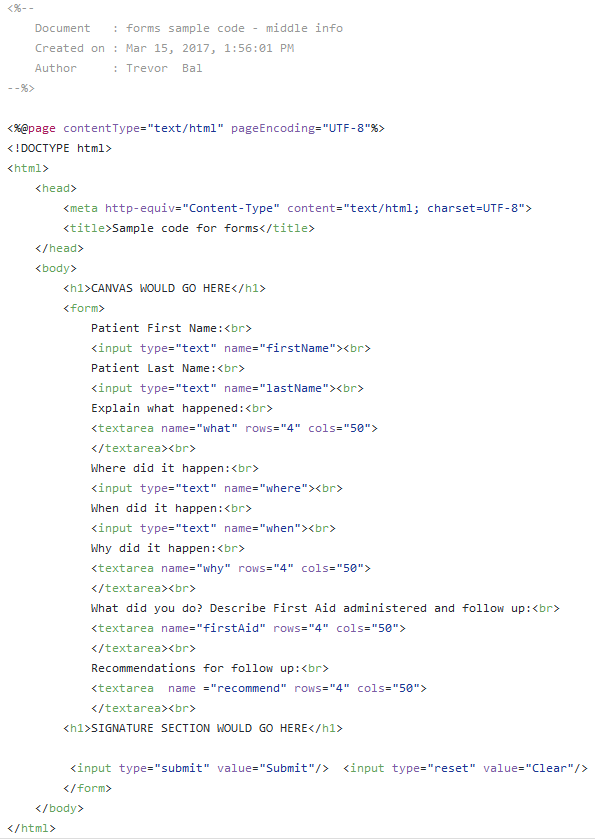 <%--
    Document   : forms sample code - middle info
    Created on : Mar 15, 2017, 1:56:01 PM
    Author     : Trevor  Bal
--%>

<%@page contentType="text/html" pageEncoding="UTF-8"%>
<!DOCTYPE html>
<html>
    <head>
        <meta http-equiv="Content-Type" content="text/html; charset=UTF-8">
        <title>Sample code for forms</title>
    </head>
    <body>
        <h1>CANVAS WOULD GO HERE</h1>
        <form>
            Patient First Name:<br>
            <input type="text" name="firstName"><br>
            Patient Last Name:<br>
            <input type="text" name="lastName"><br>
            Explain what happened:<br>
            <textarea name="what" rows="4" cols="50">
            </textarea><br>
            Where did it happen:<br>
            <input type="text" name="where"><br>
            When did it happen:<br>
            <input type="text" name="when"><br>
            Why did it happen:<br>
            <textarea name="why" rows="4" cols="50">
            </textarea><br>
            What did you do? Describe First Aid administered and follow up:<br>
            <textarea name="firstAid" rows="4" cols="50">
            </textarea><br>
            Recommendations for follow up:<br>
            <textarea  name ="recommend" rows="4" cols="50">
            </textarea><br>
        <h1>SIGNATURE SECTION WOULD GO HERE</h1>

         <input type="submit" value="Submit"/>  <input type="reset" value="Clear"/>
        </form>
    </body>
</html>